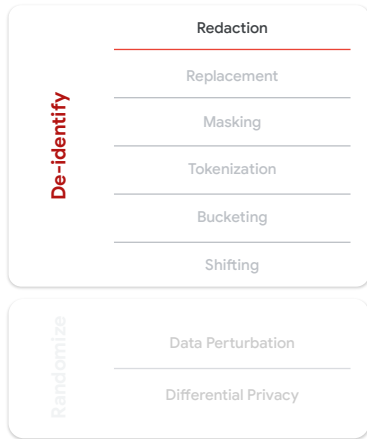 De-identify
Redaction
Replacement
Masking
Tokenization
Bucketing
Shifting
Randomize
Data Perturbation
Differential Privacy